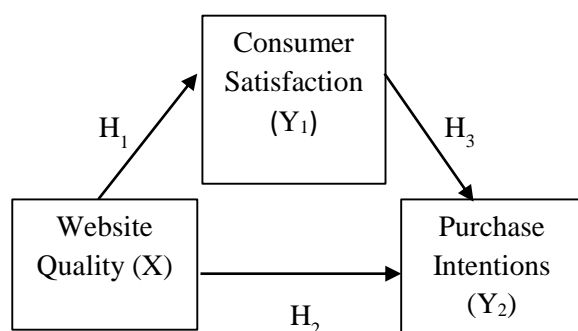 Consumer
Satisfaction
(Y₁)
H₁
H₃
Website
Quality (X)
Purchase
Intentions
(Y₂)
H₂